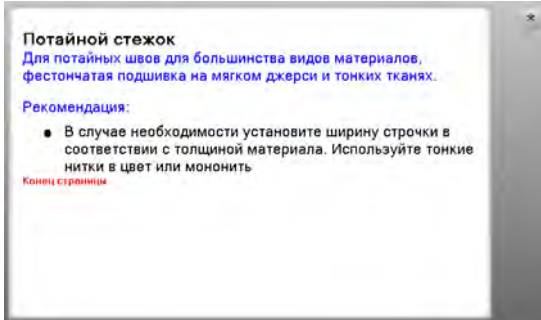 Потайной стежок
Для потайных швов для большинства видов материалов,
фестончатая подшивка на мягком джерси и тонких тканях.
Рекомендация:
● В случае необходимости установите ширину строчки в
соответствии с толщиной материала. Используйте тонкие
нитки в цвет или мононить
Конец страницы